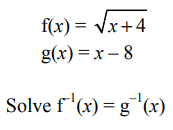 f(x) = √x + 4
g(x) = x – 8
Solve f⁻¹(x) = g⁻¹(x)